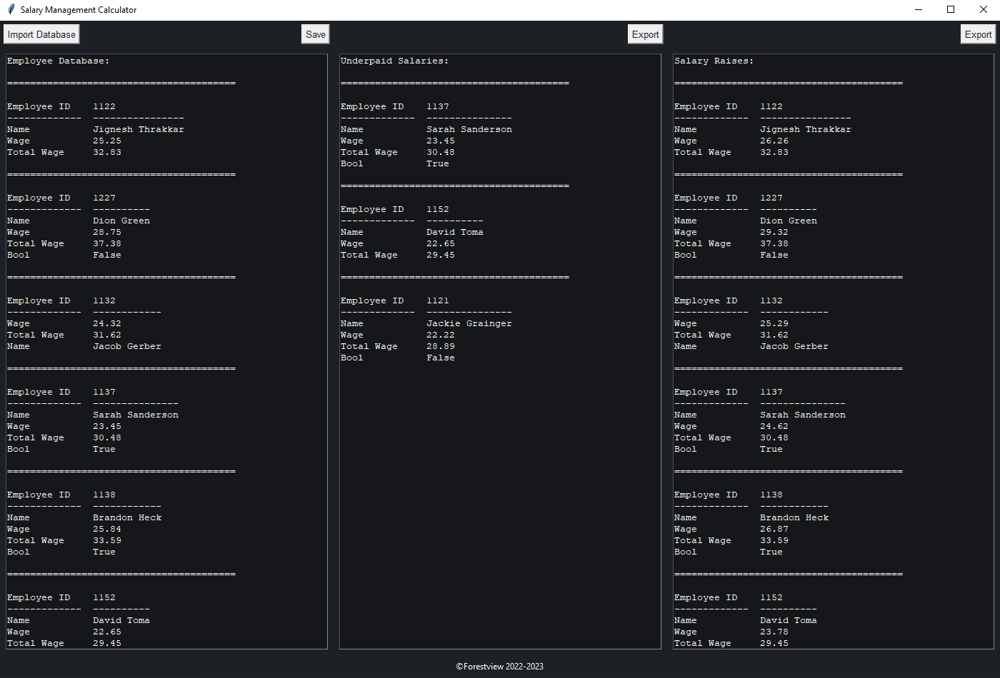 Salary Management Calculator
Import Database
Save
Export
Export
Employee Database:
========================================
Employee ID    1122
-------------  ----------------
Name           Jignesh Thrakkar
Wage           25.25
Total Wage     32.83
========================================
Employee ID    1227
-------------  ----------
Name           Dion Green
Wage           28.75
Total Wage     37.38
Bool           False
========================================
Employee ID    1132
-------------  ------------
Wage           24.32
Total Wage     31.62
Name           Jacob Gerber
========================================
Employee ID    1137
-------------  ---------------
Name           Sarah Sanderson
Wage           23.45
Total Wage     30.48
Bool           True
========================================
Employee ID    1138
-------------  ------------
Name           Brandon Heck
Wage           25.84
Total Wage     33.59
Bool           True
========================================
Employee ID    1152
-------------  ----------
Name           David Toma
Wage           22.65
Total Wage     29.45
Underpaid Salaries:
========================================
Employee ID    1137
-------------  ---------------
Name           Sarah Sanderson
Wage           23.45
Total Wage     30.48
Bool           True
========================================
Employee ID    1152
-------------  ----------
Name           David Toma
Wage           22.65
Total Wage     29.45
========================================
Employee ID    1121
-------------  ---------------
Name           Jackie Grainger
Wage           22.22
Total Wage     28.89
Bool           False
Salary Raises:
========================================
Employee ID    1122
-------------  ----------------
Name           Jignesh Thrakkar
Wage           26.26
Total Wage     32.83
========================================
Employee ID    1227
-------------  ----------
Name           Dion Green
Wage           29.32
Total Wage     37.38
Bool           False
========================================
Employee ID    1132
-------------  ------------
Wage           25.29
Total Wage     31.62
Name           Jacob Gerber
========================================
Employee ID    1137
-------------  ---------------
Name           Sarah Sanderson
Wage           24.62
Total Wage     30.48
Bool           True
========================================
Employee ID    1138
-------------  ------------
Name           Brandon Heck
Wage           26.87
Total Wage     33.59
Bool           True
========================================
Employee ID    1152
-------------  ----------
Name           David Toma
Wage           23.78
Total Wage     29.45
©Forestview 2022-2023